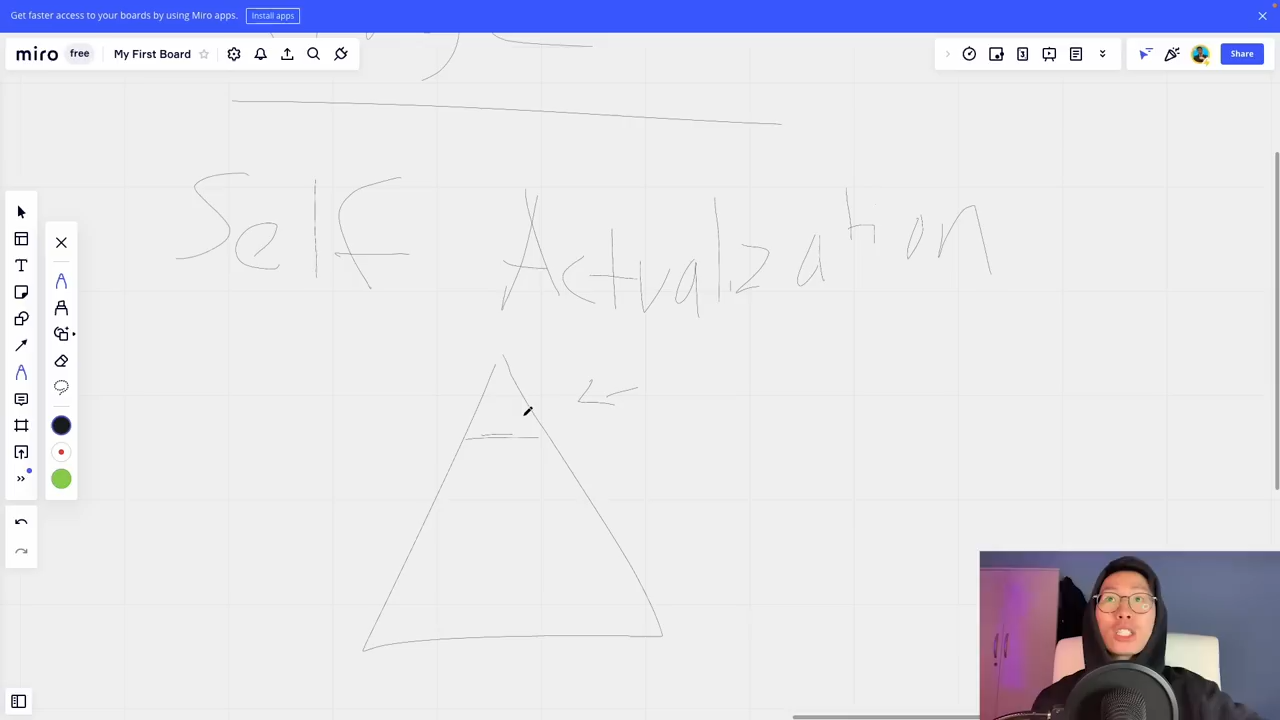 Get faster access to your boards by using Miro apps. Install apps
miro free My First Board 3 Share
Self Actualization